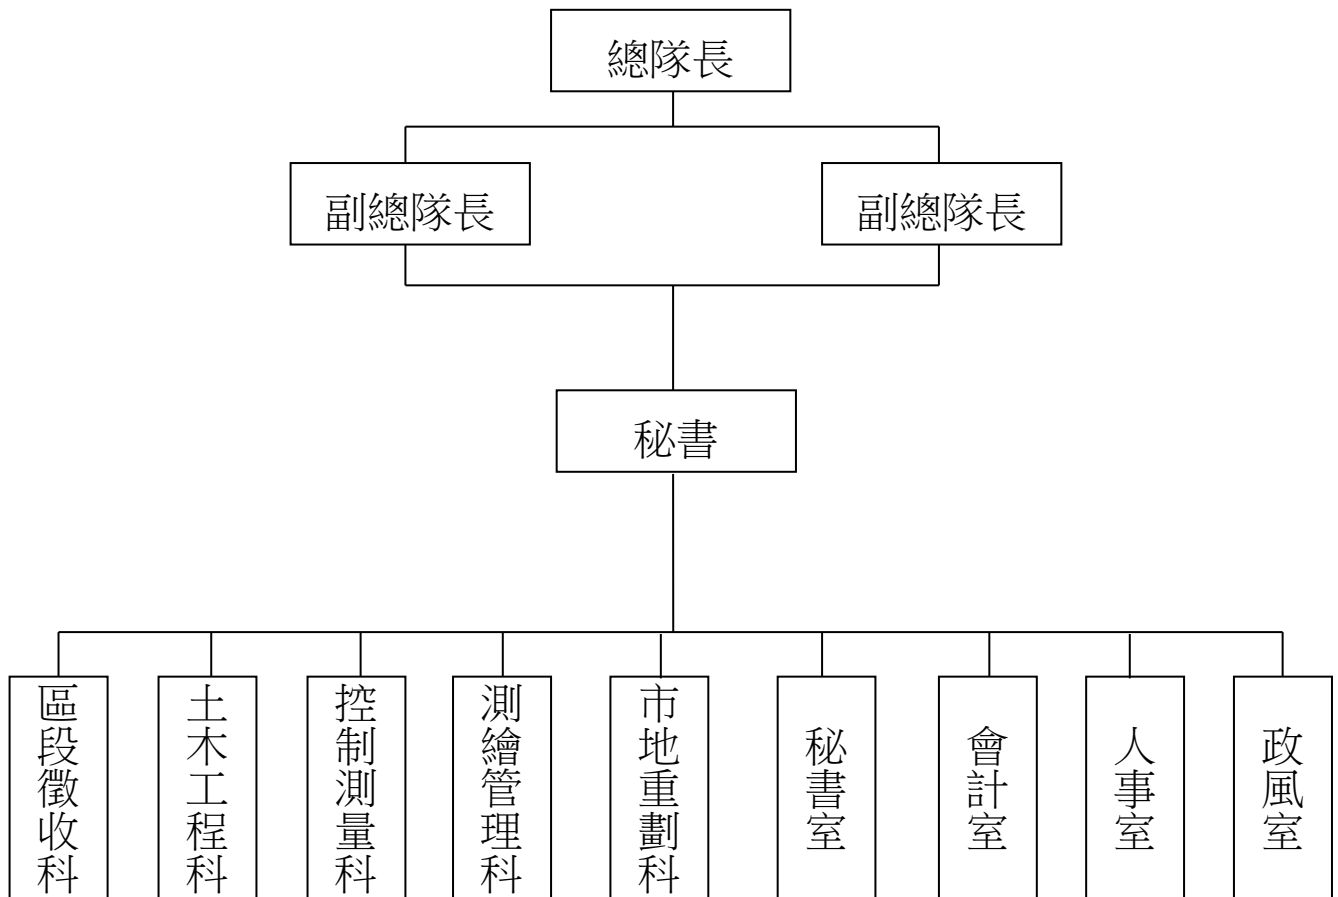 總隊長
副總隊長
副總隊長
秘書
區段徵收科
土木工程科
控制測量科
測繪管理科
市地重劃科
秘書室
會計室
人事室
政風室